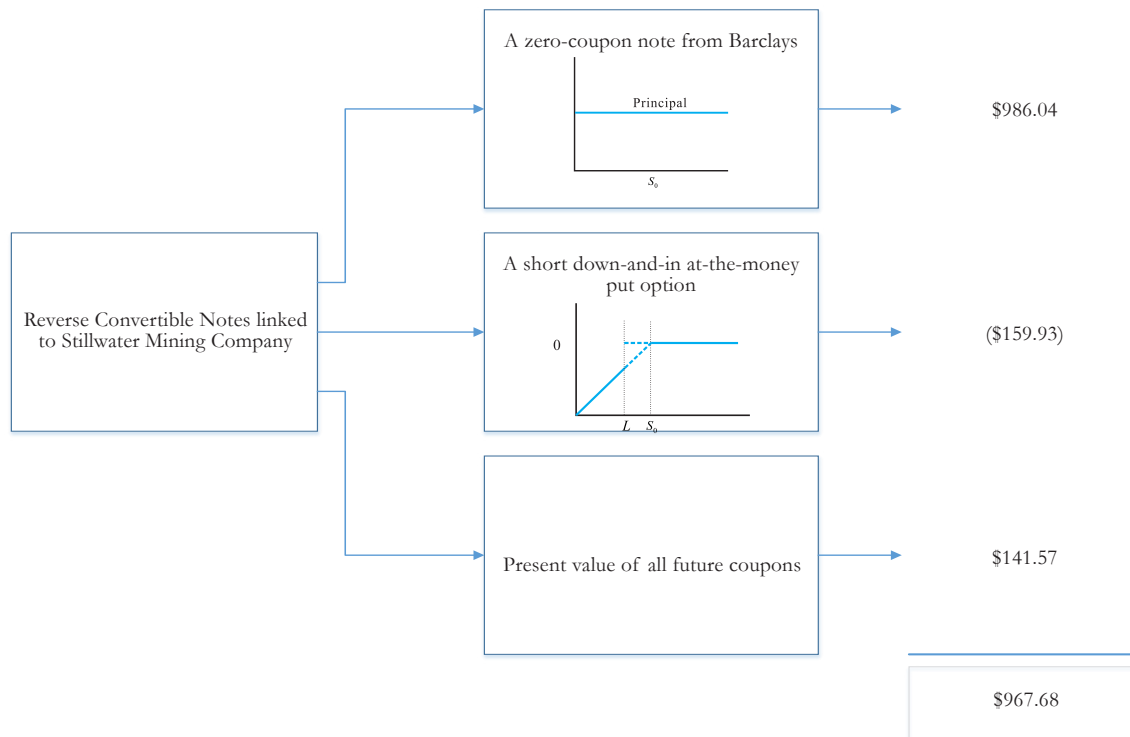 A zero-coupon note from Barclays
Principal
S₀
$986.04
Reverse Convertible Notes linked
to Stillwater Mining Company
A short down-and-in at-the-money
put option
0
L S₀
($159.93)
Present value of all future coupons
$141.57
$967.68